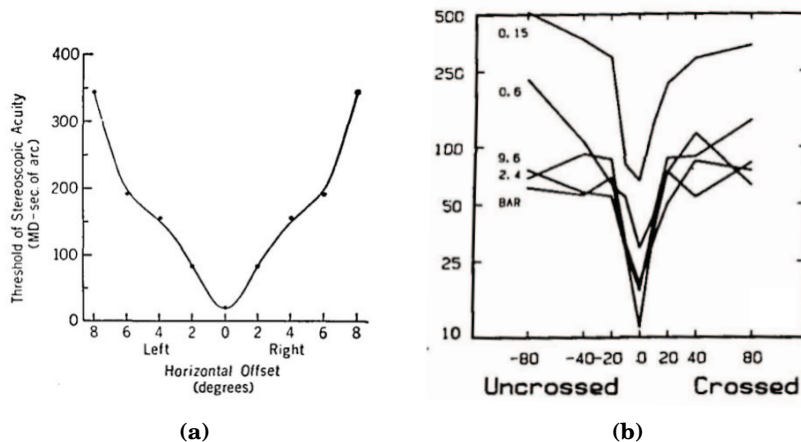 400
300
200
100
0
Threshold of Stereoscopic Acuity
(MD-sec. of arc)
8 6 4 2 0 2 4 6 8
Left Right
Horizontal Offset
(degrees)
(a)
500
250
100
50
25
10
0.15
0.6
9.6
2.4
BAR
-80 -40 -20 0 20 40 80
Uncrossed Crossed
(b)